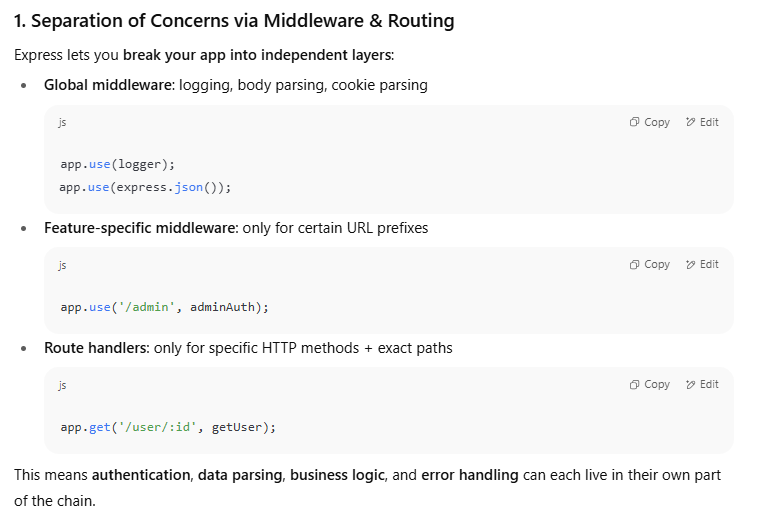 1. Separation of Concerns via Middleware & Routing
Express lets you break your app into independent layers:
• Global middleware: logging, body parsing, cookie parsing
js Copy Edit
app.use(logger);
app.use(express.json());
• Feature-specific middleware: only for certain URL prefixes
js Copy Edit
app.use('/admin', adminAuth);
• Route handlers: only for specific HTTP methods + exact paths
js Copy Edit
app.get('/user/:id', getUser);
This means authentication, data parsing, business logic, and error handling can each live in their own part
of the chain.